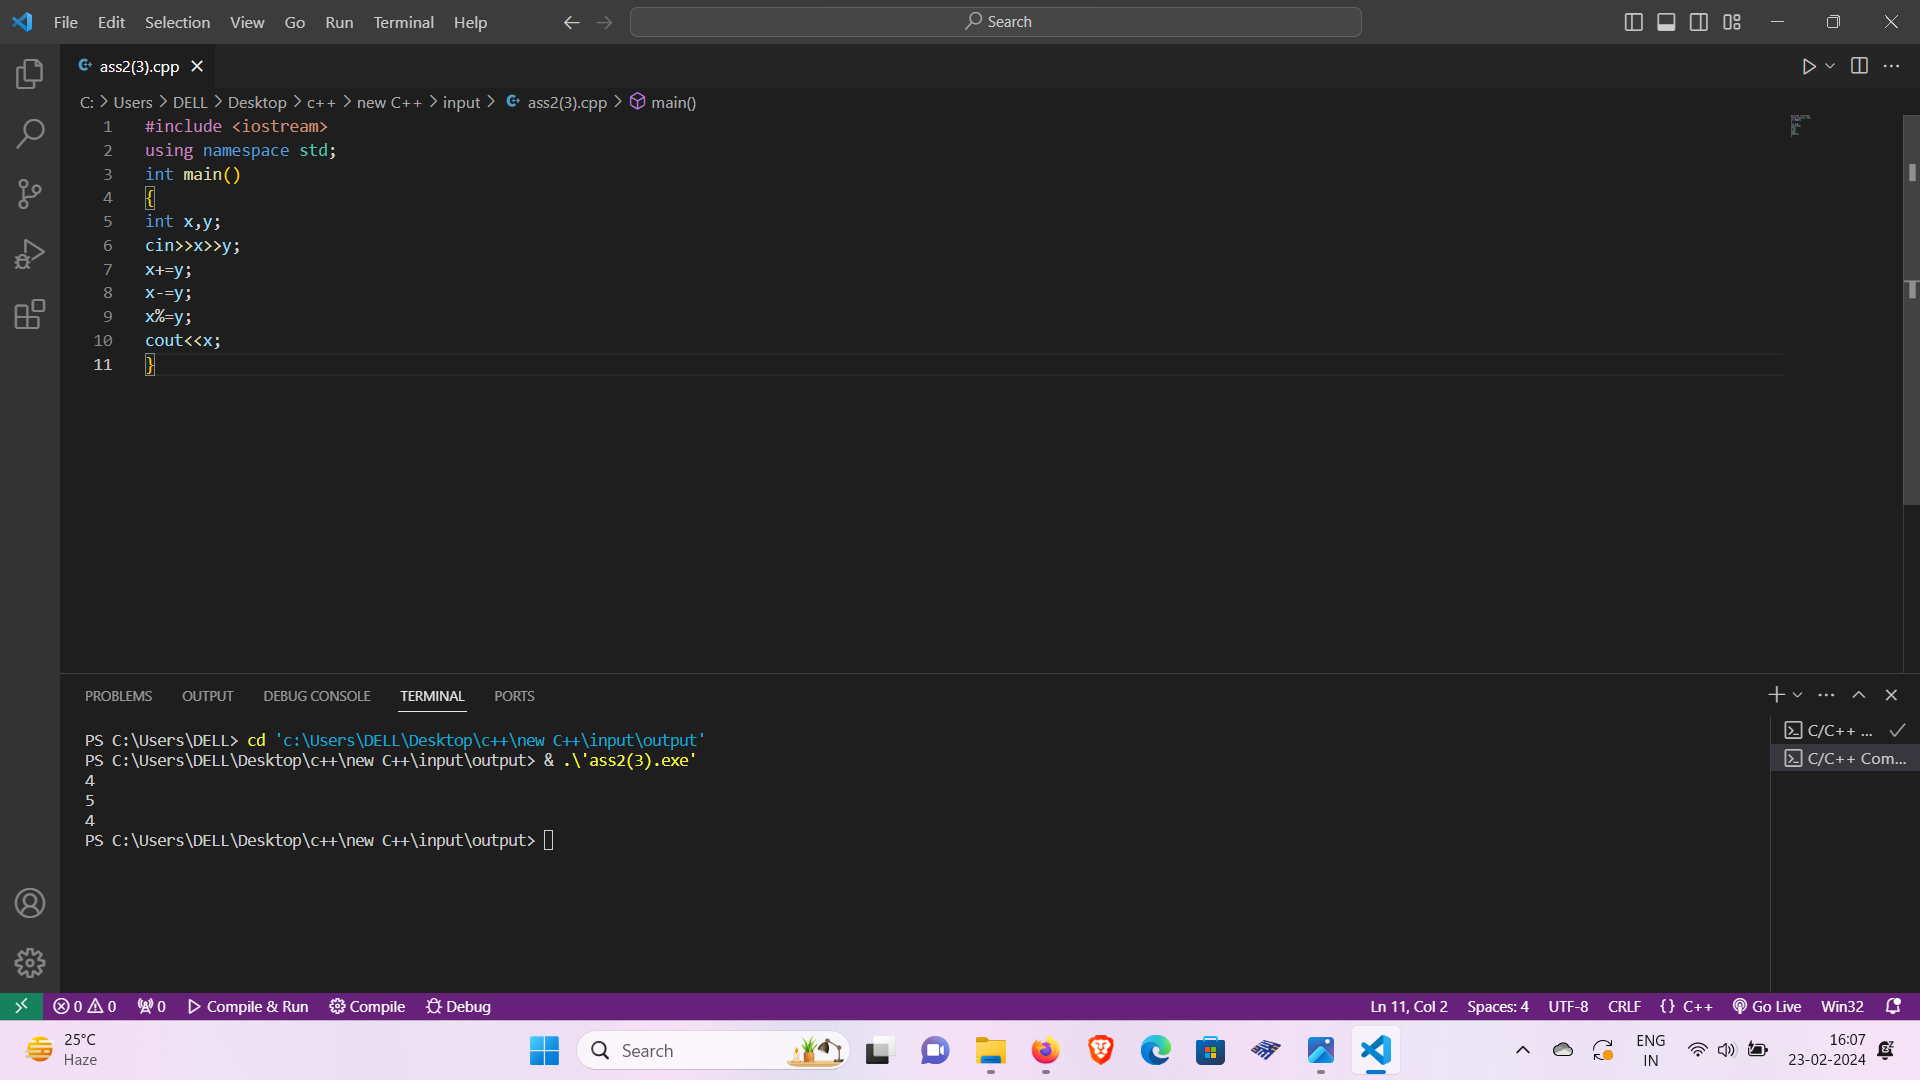 File Edit Selection View Go Run Terminal Help
Search
ass2(3).cpp
C: > Users > DELL > Desktop > c++ > new C++ > input > ass2(3).cpp > main()
1 #include <iostream>
2 using namespace std;
3 int main()
4 {
5 int x,y;
6 cin>>x>>y;
7 x+=y;
8 x-=y;
9 x%=y;
10 cout<<x;
11 }
PROBLEMS OUTPUT DEBUG CONSOLE TERMINAL PORTS
PS C:\Users\DELL> cd 'c:\Users\DELL\Desktop\c++\new C++\input\output'
PS C:\Users\DELL\Desktop\c++\new C++\input\output> & .\'ass2(3).exe'
4
5
4
PS C:\Users\DELL\Desktop\c++\new C++\input\output>
C/C++ ...
C/C++ Com...
0 0 0 Compile & Run Compile Debug
Ln 11, Col 2 Spaces: 4 UTF-8 CRLF {} C++ Go Live Win32
25°C
Haze
Search
ENG
IN
16:07
23-02-2024